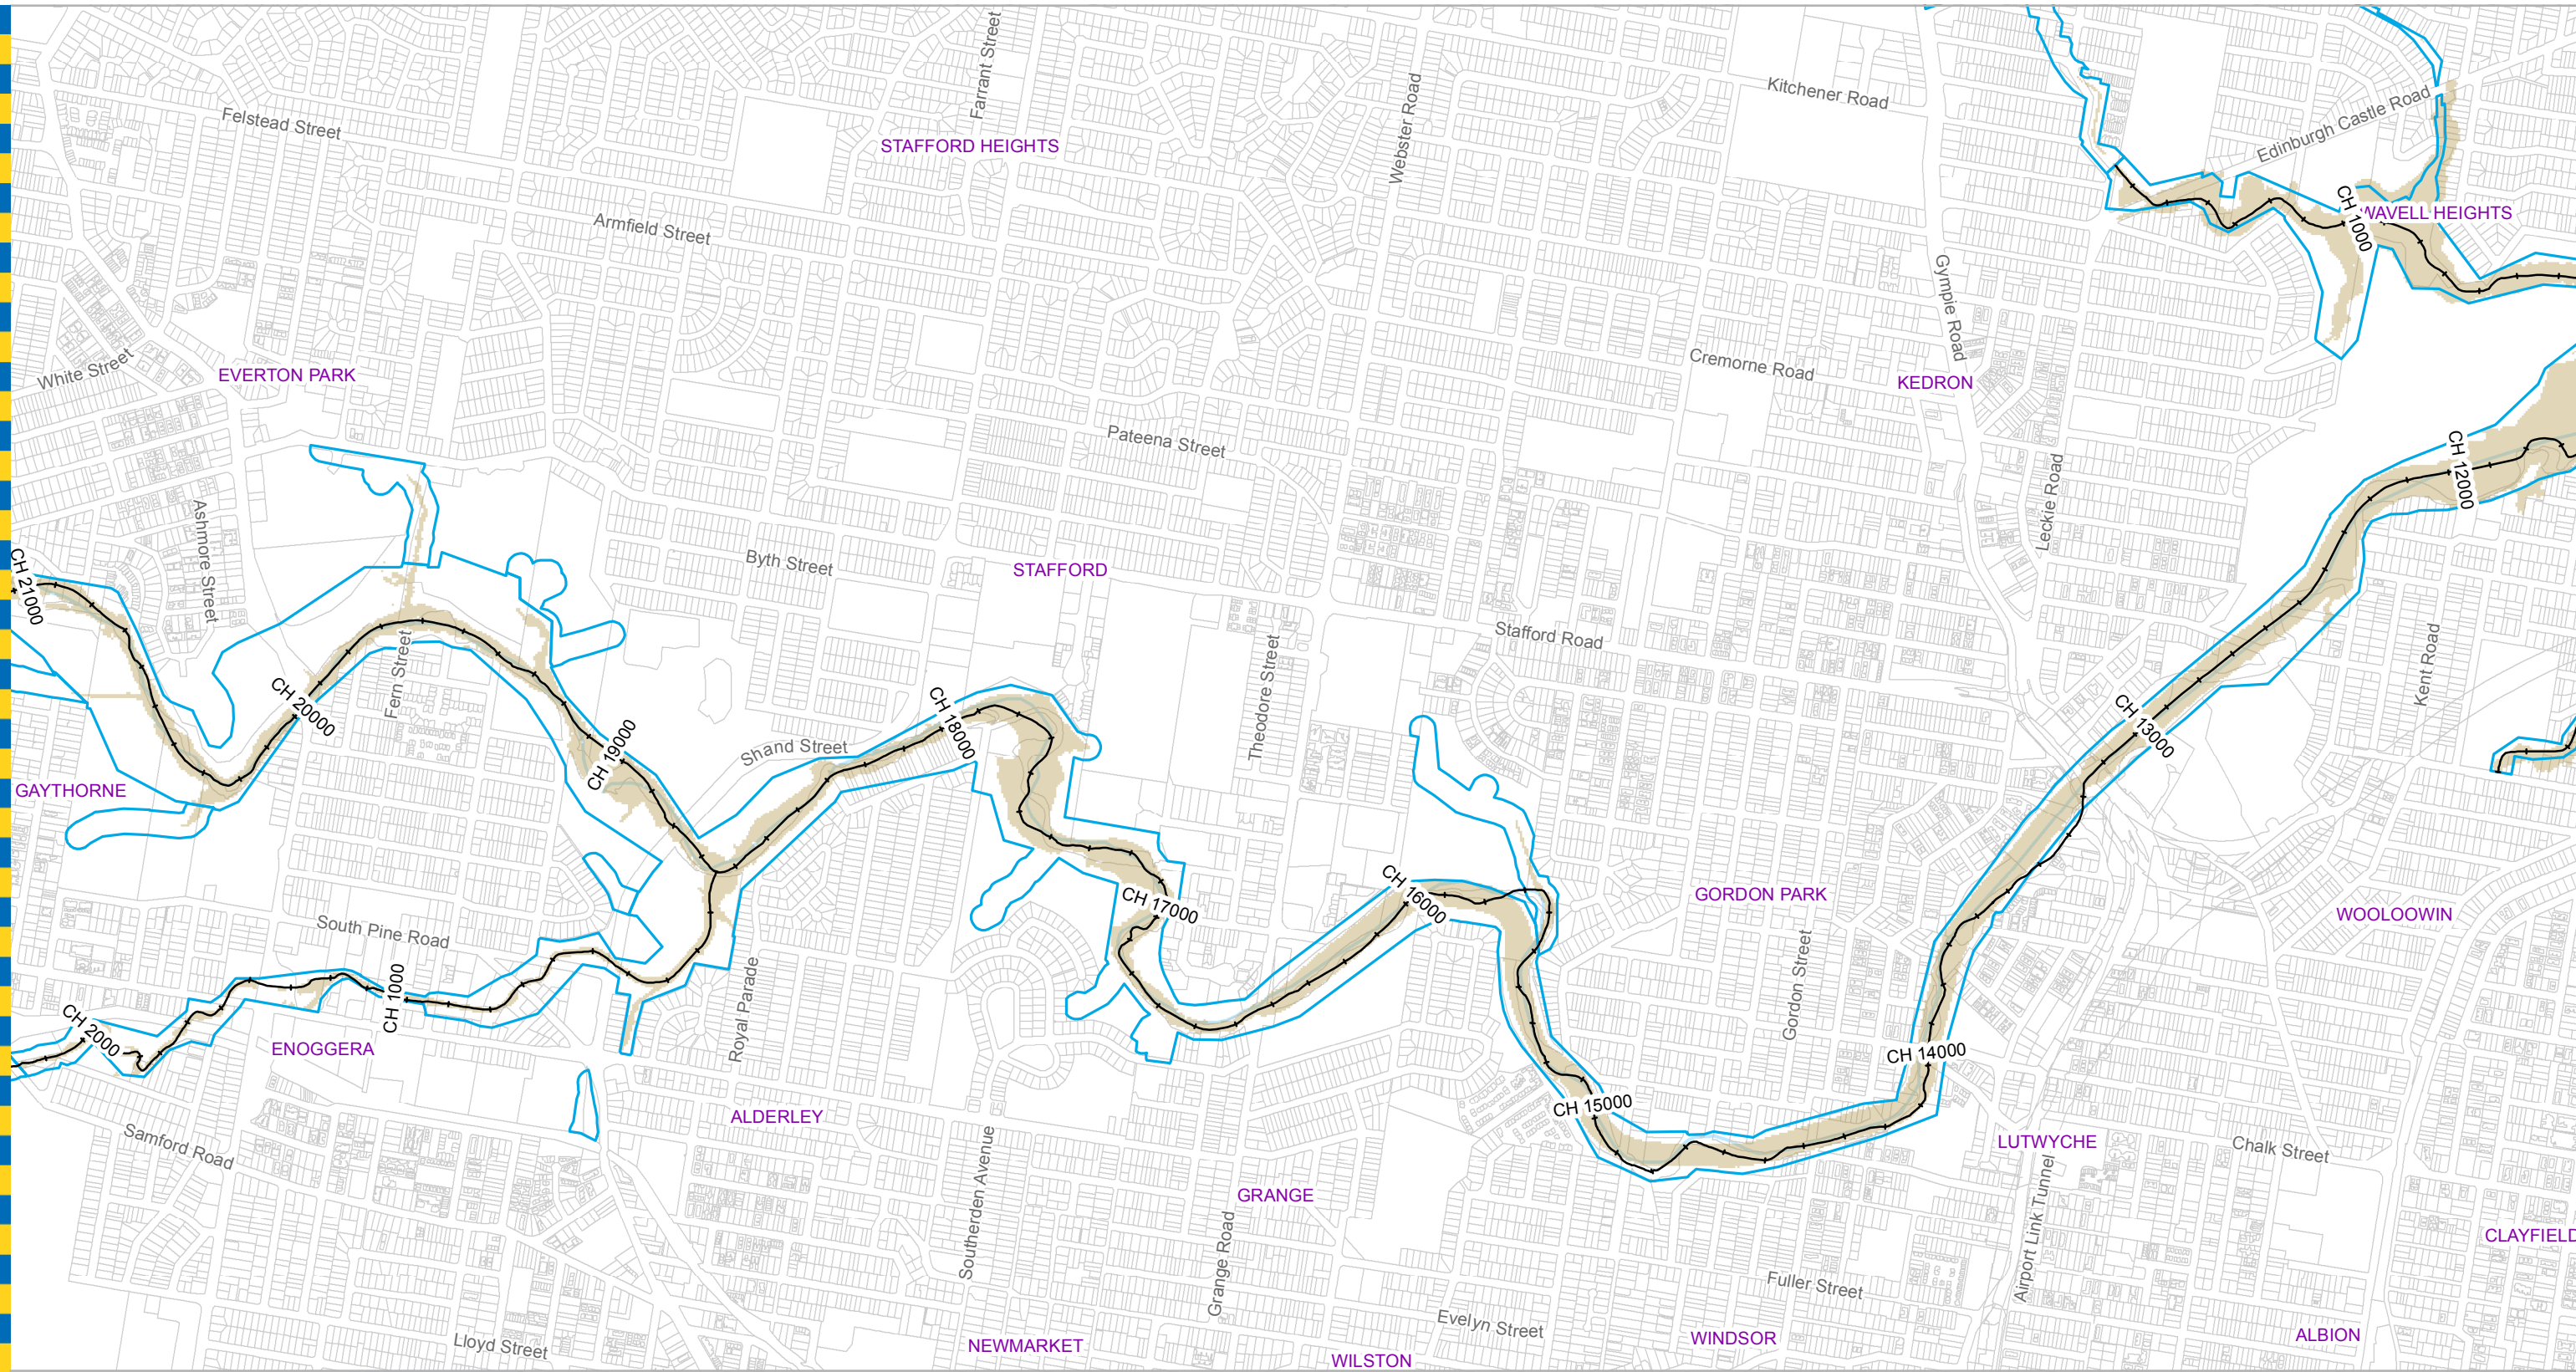 Farrant Street
Felstead Street
STAFFORD HEIGHTS
Webster Road
Kitchener Road
Edinburgh Castle Road
Armfield Street
CH 1000
WAVELL HEIGHTS
Gympie Road
White Street
EVERTON PARK
Cremorne Road
KEDRON
Pateena Street
Leckie Road
CH 12000
Ashmore Street
CH 21000
Byth Street
STAFFORD
Stafford Road
Theodore Street
Kent Road
Fern Street
CH 20000
CH 19000
Shand Street
CH 18000
CH 13000
GAYTHORNE
CH 17000
CH 16000
GORDON PARK
WOOLOOWIN
South Pine Road
Gordon Street
CH 1000
CH 2000
ENOGGERA
Royal Parade
CH 14000
CH 15000
ALDERLEY
Samford Road
LUTWYCHE
Chalk Street
Southerden Avenue
GRANGE
Grange Road
Airport Link Tunnel
CLAYFIELD
Fuller Street
Evelyn Street
Lloyd Street
NEWMARKET
WILSTON
WINDSOR
ALBION